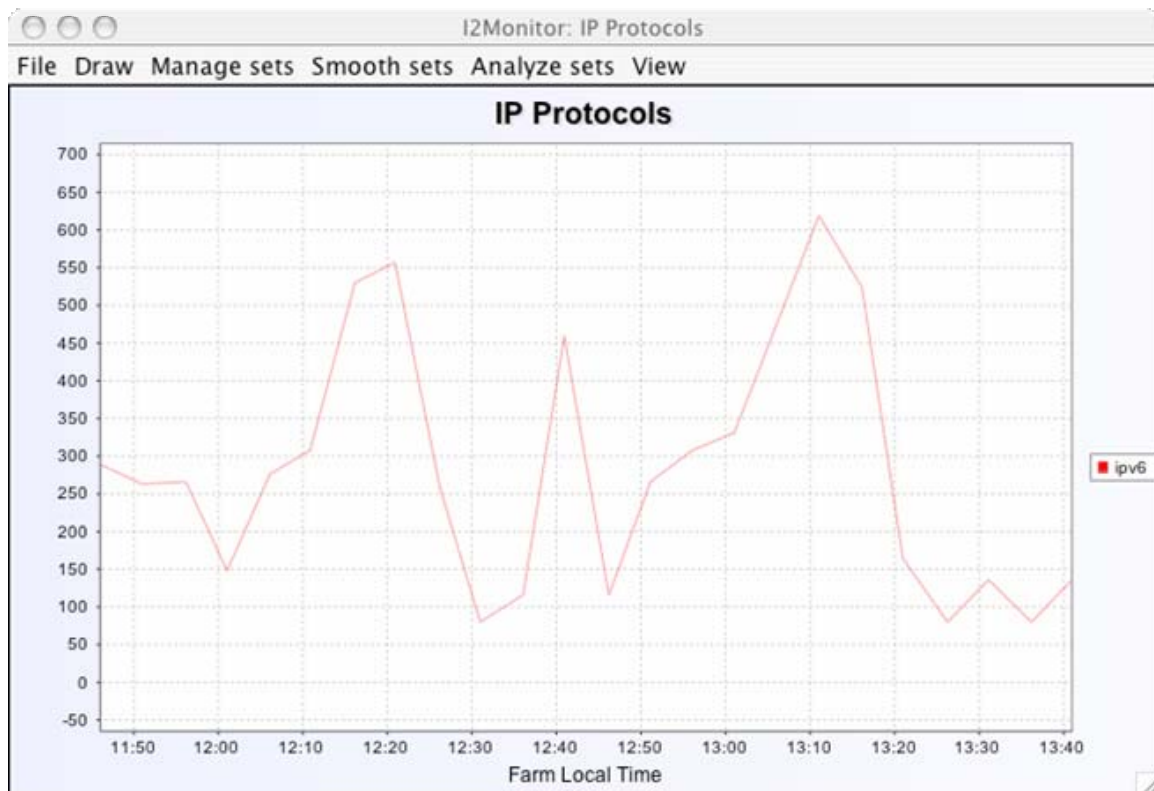 I2Monitor: IP Protocols
File Draw Manage sets Smooth sets Analyze sets View
IP Protocols
700
650
600
550
500
450
400
350
300
250
200
150
100
50
0
-50
ipv6
11:50 12:00 12:10 12:20 12:30 12:40 12:50 13:00 13:10 13:20 13:30 13:40
Farm Local Time